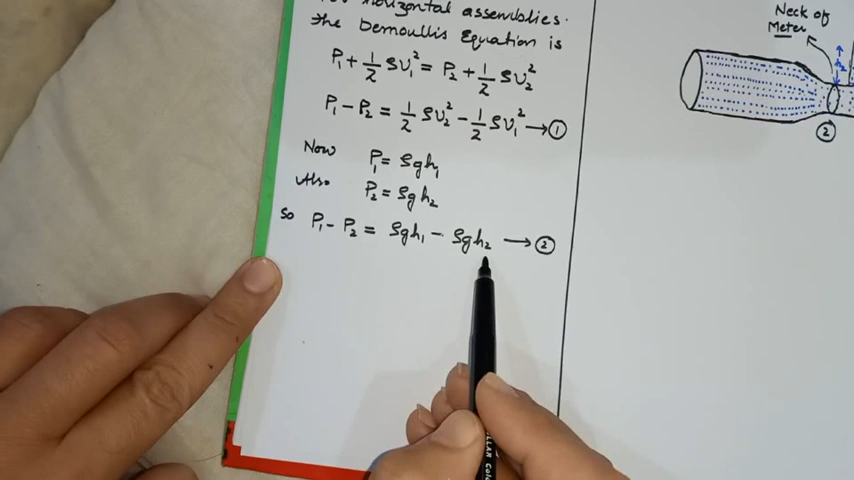 horizontal assemblies.
the Bernoullis Equation is
P₁ + 1/2 ρv₁² = P₂ + 1/2 ρv₂²
P₁ - P₂ = 1/2 ρv₂² - 1/2 ρv₁² → ①
Now P₁ = ρgh₁
Also P₂ = ρgh₂
So P₁ - P₂ = ρgh₁ - ρgh₂ → ②
Neck of
Meter
h₂
②